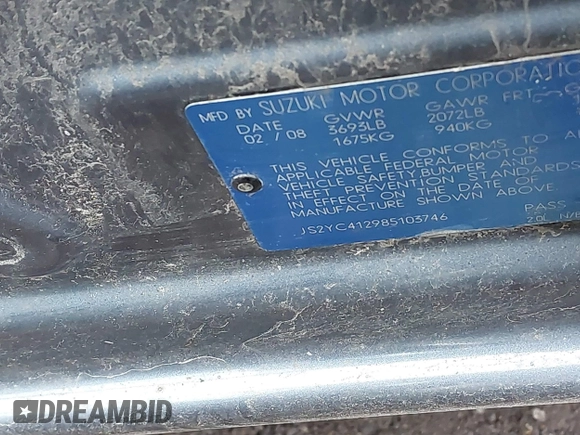 MFD BY SUZUKI MOTOR CORPORATION
DATE GVWR GAWR FRT
02 / 08 3693LB 2072LB
1675KG 940KG
THIS VEHICLE CONFORMS TO
APPLICABLE FEDERAL MOTOR
VEHICLE SAFETY BUMPER AND
THEFT PREVENTION STANDARDS
IN EFFECT ON THE DATE
MANUFACTURE SHOWN ABOVE
JS2YC412985103746 PASS
2.0L
DREAMBID